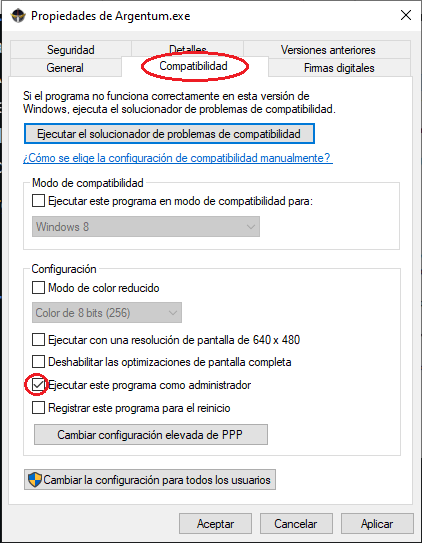 Propiedades de Argentum.exe
Seguridad
Detalles
Versiones anteriores
General
Compatibilidad
Firmas digitales
Si el programa no funciona correctamente en esta versión de
Windows, ejecuta el solucionador de problemas de compatibilidad.
Ejecutar el solucionador de problemas de compatibilidad
¿Cómo se elige la configuración de compatibilidad manualmente?
Modo de compatibilidad
Ejecutar este programa en modo de compatibilidad para:
Windows 8
Configuración
Modo de color reducido
Color de 8 bits (256)
Ejecutar con una resolución de pantalla de 640 x 480
Deshabilitar las optimizaciones de pantalla completa
Ejecutar este programa como administrador
Registrar este programa para el reinicio
Cambiar configuración elevada de PPP
Cambiar la configuración para todos los usuarios
Aceptar
Cancelar
Aplicar